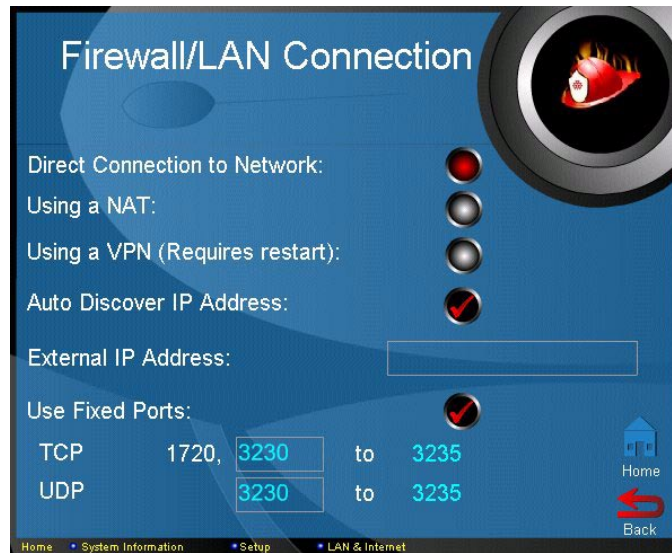 Firewall/LAN Connection
Direct Connection to Network:
Using a NAT:
Using a VPN (Requires restart):
Auto Discover IP Address:
External IP Address:
Use Fixed Ports:
TCP 1720, 3230 to 3235
UDP 3230 to 3235
Home
Back
Home System Information Setup LAN & Internet